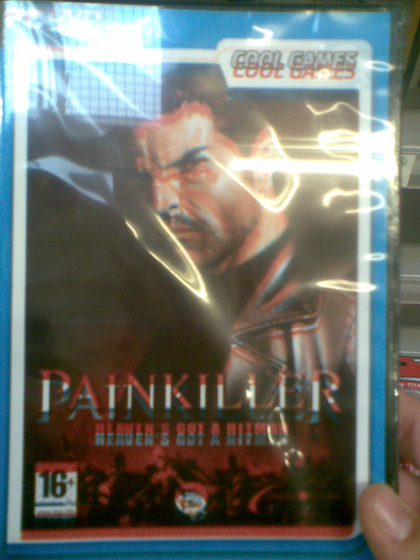 COOL GAMES
PAINKILLER
HEAVEN'S GOT A HITMAN
16+